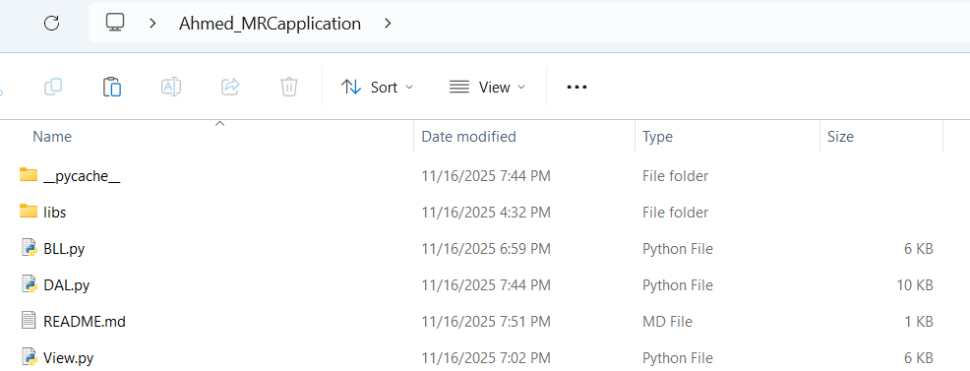 Ahmed_MRCapplication
Sort View
Name Date modified Type Size
__pycache__ 11/16/2025 7:44 PM File folder
libs 11/16/2025 4:32 PM File folder
BLL.py 11/16/2025 6:59 PM Python File 6 KB
DAL.py 11/16/2025 7:44 PM Python File 10 KB
README.md 11/16/2025 7:51 PM MD File 1 KB
View.py 11/16/2025 7:02 PM Python File 6 KB